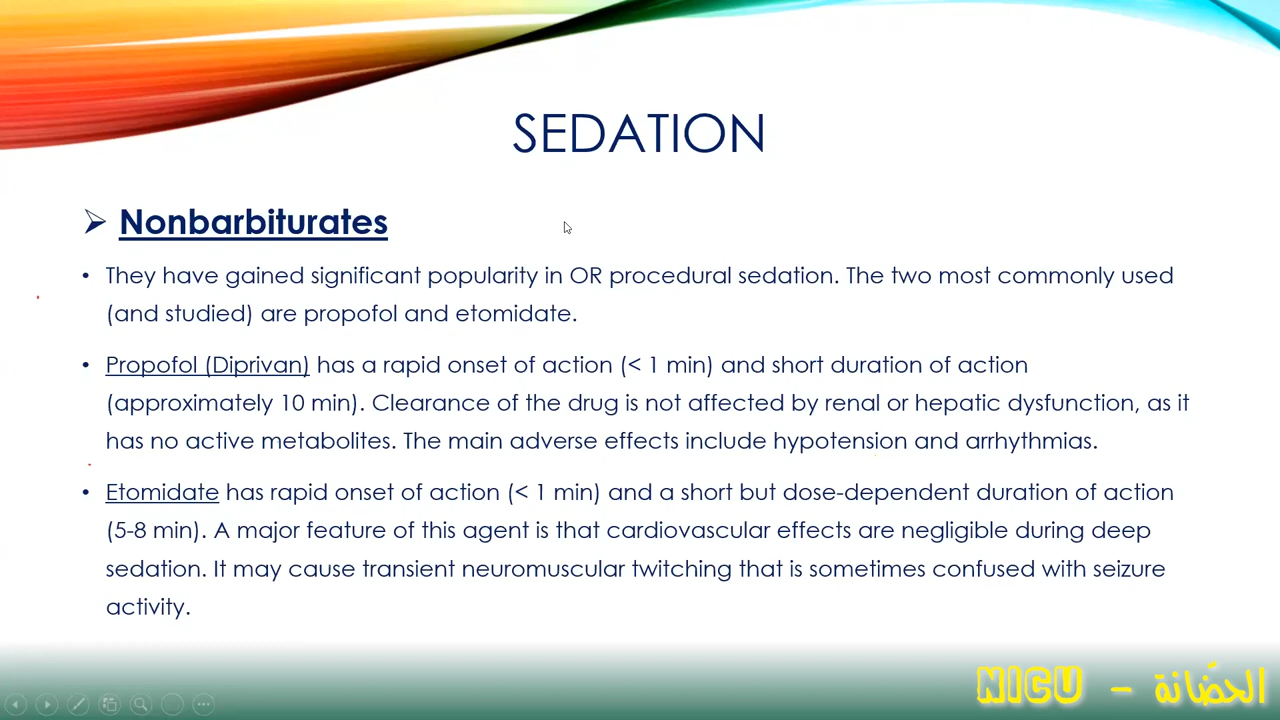 SEDATION
➢ Nonbarbiturates
• They have gained significant popularity in OR procedural sedation. The two most commonly used
(and studied) are propofol and etomidate.
• Propofol (Diprivan) has a rapid onset of action (< 1 min) and short duration of action
(approximately 10 min). Clearance of the drug is not affected by renal or hepatic dysfunction, as it
has no active metabolites. The main adverse effects include hypotension and arrhythmias.
• Etomidate has rapid onset of action (< 1 min) and a short but dose-dependent duration of action
(5-8 min). A major feature of this agent is that cardiovascular effects are negligible during deep
sedation. It may cause transient neuromuscular twitching that is sometimes confused with seizure
activity.
NICU – الحضّانة